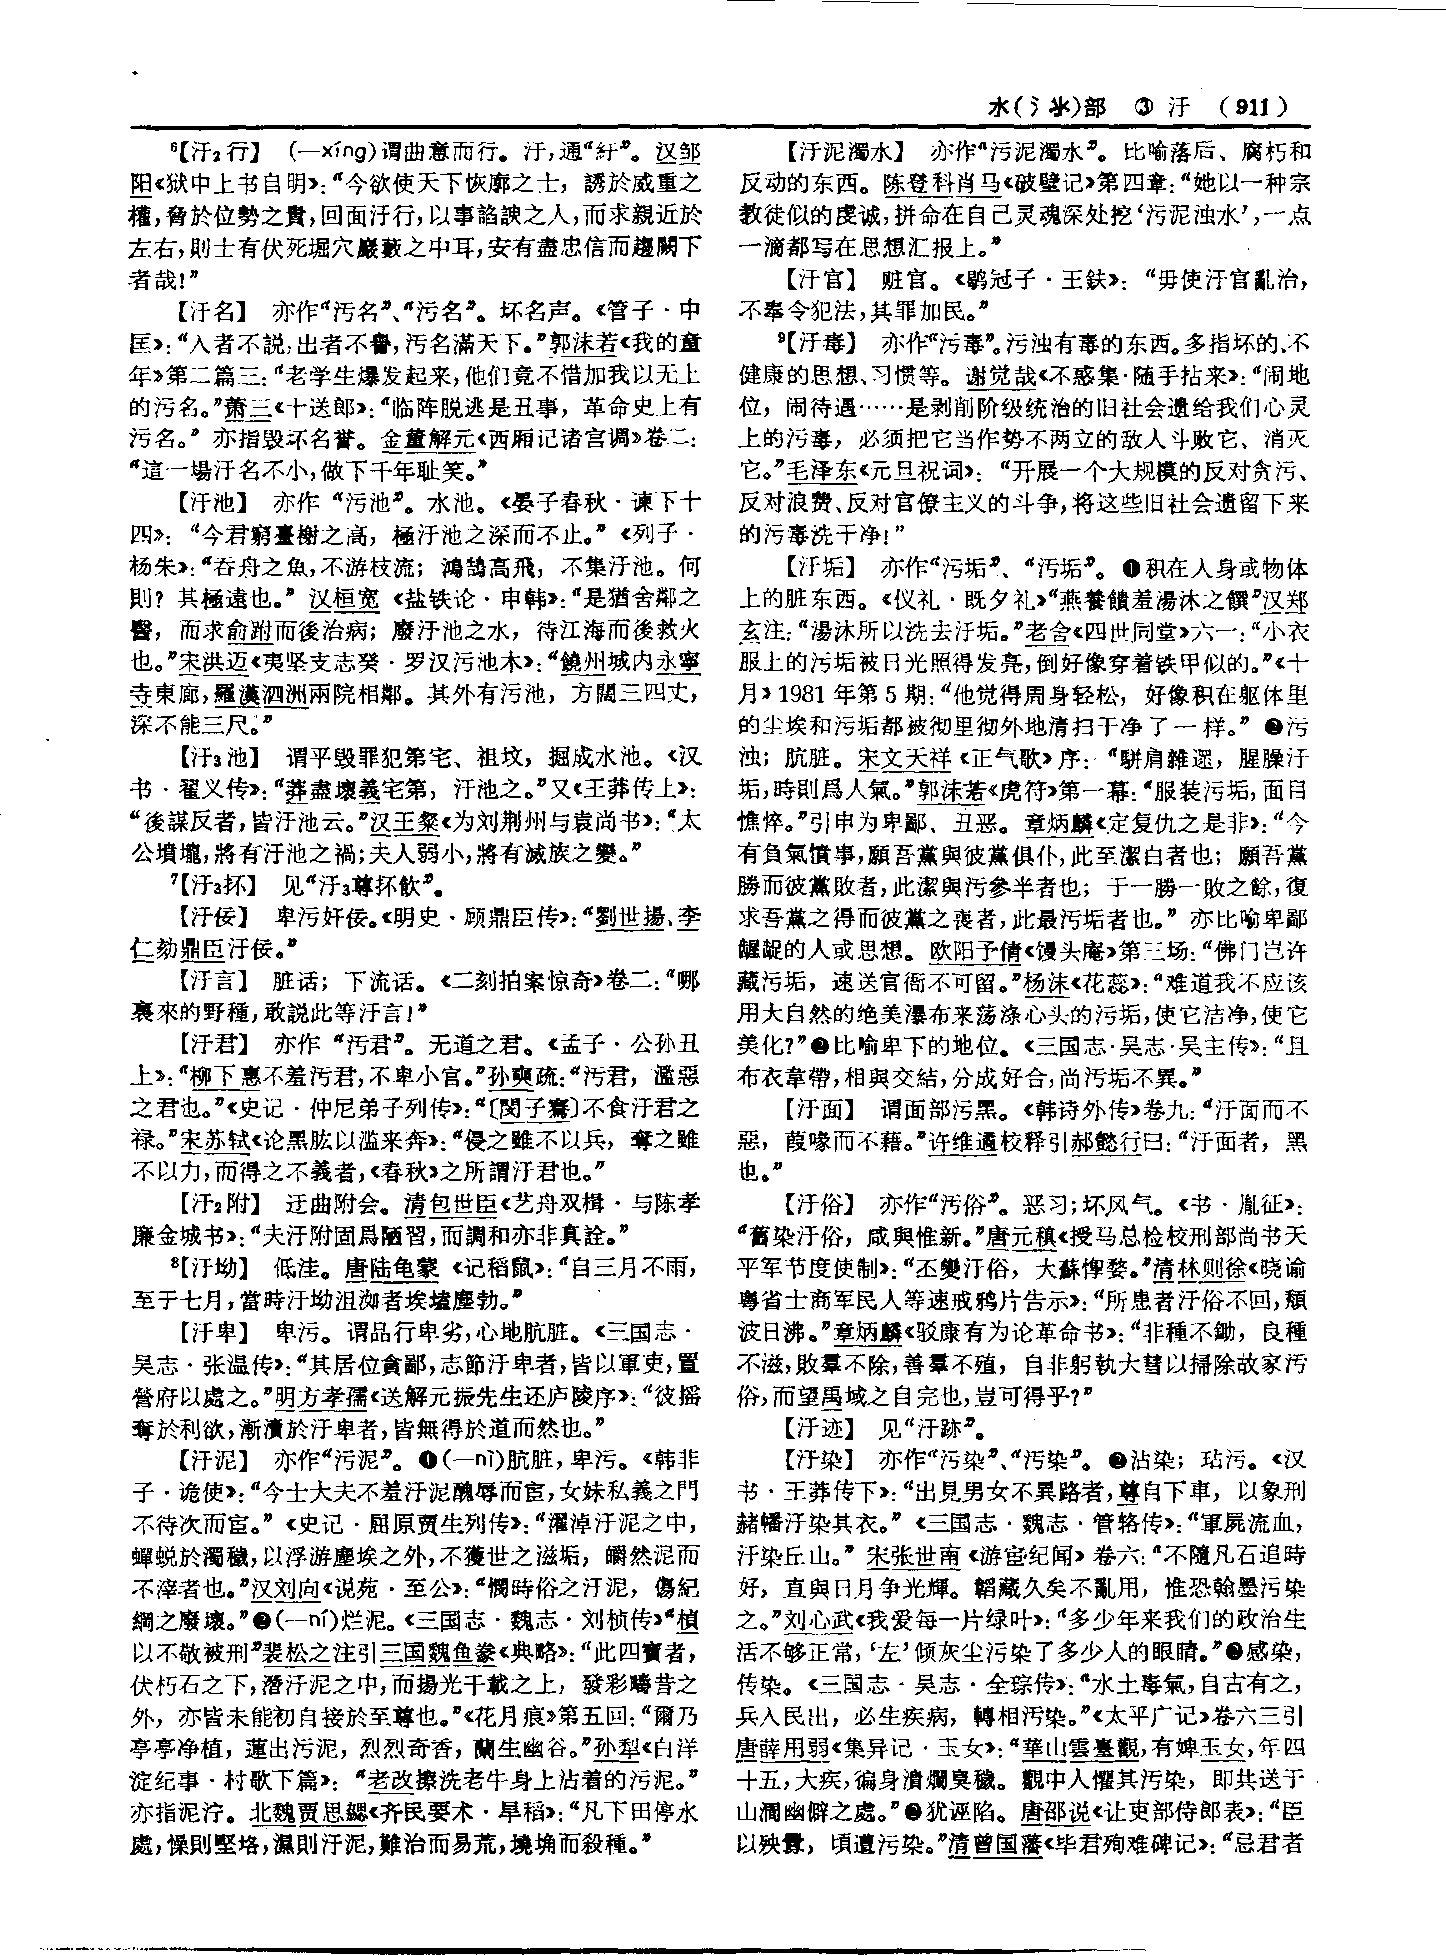 水(氵氺)部 ③ 汙 (911)
⁶【汙₂行】 (—xíng)谓曲意而行。汙,通“紆”。汉邹
阳《狱中上书自明》:“今欲使天下恢廓之士,誘於威重之
權,脅於位勢之貴,回面汙行,以事諂諛之人,而求親近於
左右,則士有伏死堀穴巖藪之中耳,安有盡忠信而趨闕下
者哉!”
【汙名】 亦作“污名”、“汚名”。坏名声。《管子·中
匡》:“入者不説,出者不譽,汚名滿天下。”郭沫若《我的童
年》第二篇三:“老学生爆发起来,他们竟不惜加我以无上
的污名。”萧三《十送郎》:“临阵脱逃是丑事,革命史上有
污名。”亦指毁坏名誉。金董解元《西厢记诸宫调》卷二:
“這一場汙名不小,做下千年耻笑。”
【汙池】 亦作“污池”。水池。《晏子春秋·谏下十
四》:“今君窮臺榭之高,極汙池之深而不止。”《列子·
杨朱》:“吞舟之魚,不游枝流;鴻鵠高飛,不集汙池。何
則?其極遠也。”汉桓宽《盐铁论·申韩》:“是猶舍鄰之
醫,而求俞跗而後治病;廢汙池之水,待江海而後救火
也。”宋洪迈《夷坚支志癸·罗汉污池木》:“饒州城内永寧
寺東廊,羅漢泗洲兩院相鄰。其外有污池,方闊三四丈,
深不能三尺。”
【汙₃池】 谓平毁罪犯第宅、祖坟,掘成水池。《汉
书·翟义传》:“莽盡壞義宅第,汙池之。”又《王莽传上》:
“後謀反者,皆汙池云。”汉王粲《为刘荆州与袁尚书》:“太
公墳壠,將有汙池之禍;夫人弱小,將有滅族之變。”
⁷【汙₃抔】 见“汙₃尊抔飲”。
【汙佞】 卑污奸佞。《明史·顾鼎臣传》:“劉世揚、李
仁劾鼎臣汙佞。”
【汙言】 脏话;下流话。《二刻拍案惊奇》卷二:“哪
裏來的野種,敢説此等汙言!”
【汙君】 亦作“汚君”。无道之君。《孟子·公孙丑
上》:“柳下惠不羞汚君,不卑小官。”孙奭疏:“汚君,濫惡
之君也。”《史记·仲尼弟子列传》:“〔閔子騫〕不食汙君之
禄。”宋苏轼《论黑肱以滥来奔》:“侵之雖不以兵,奪之雖
不以力,而得之不義者,《春秋》之所謂汙君也。”
【汙₂附】 迂曲附会。清包世臣《艺舟双楫·与陈孝
廉金城书》:“夫汙附固爲陋習,而調和亦非真詮。”
⁸【汙坳】 低洼。唐陆龟蒙《记稻鼠》:“自三月不雨,
至于七月,當時汙坳沮洳者埃壒塵勃。”
【汙卑】 卑污。谓品行卑劣,心地肮脏。《三国志·
吴志·张温传》:“其居位貪鄙,志節汙卑者,皆以軍吏,置
營府以處之。”明方孝孺《送解元振先生还庐陵序》:“彼摇
奪於利欲,漸漬於汙卑者,皆無得於道而然也。”
【汙泥】 亦作“污泥”。❶(—nì)肮脏,卑污。《韩非
子·诡使》:“今士大夫不羞汙泥醜辱而宦,女妹私義之門
不待次而宦。”《史记·屈原贾生列传》:“濯淖汙泥之中,
蟬蜕於濁穢,以浮游塵埃之外,不獲世之滋垢,皭然泥而
不滓者也。”汉刘向《说苑·至公》:“憫時俗之汙泥,傷紀
綱之廢壞。”❷(—ní)烂泥。《三国志·魏志·刘桢传》“楨
以不敬被刑”裴松之注引三国魏鱼豢《典略》:“此四寶者,
伏朽石之下,潛汙泥之中,而揚光千載之上,發彩疇昔之
外,亦皆未能初自接於至尊也。”《花月痕》第五回:“爾乃
亭亭净植,蓮出污泥,烈烈奇香,蘭生幽谷。”孙犁《白洋
淀纪事·村歌下篇》:“老改擦洗老牛身上沾着的污泥。”
亦指泥泞。北魏贾思勰《齐民要术·旱稻》:“凡下田停水
處,燥則堅垎,濕則汙泥,難治而易荒,墝埆而殺種。”
【汙泥濁水】 亦作“污泥濁水”。比喻落后、腐朽和
反动的东西。陈登科肖马《破壁记》第四章:“她以一种宗
教徒似的虔诚,拼命在自己灵魂深处挖‘污泥浊水’,一点
一滴都写在思想汇报上。”
【汙官】 赃官。《鹖冠子·王鈇》:“毋使汙官亂治,
不奉令犯法,其罪加民。”
⁹【汙毒】 亦作“污毒”。污浊有毒的东西。多指坏的、不
健康的思想、习惯等。谢觉哉《不惑集·随手拈来》:“闹地
位,闹待遇……是剥削阶级统治的旧社会遗给我们心灵
上的污毒,必须把它当作势不两立的敌人斗败它、消灭
它。”毛泽东《元旦祝词》:“开展一个大规模的反对贪污、
反对浪费、反对官僚主义的斗争,将这些旧社会遗留下来
的污毒洗干净!”
【汙垢】 亦作“污垢”、“汚垢”。❶积在人身或物体
上的脏东西。《仪礼·既夕礼》“燕養饋羞湯沐之饌”汉郑
玄注:“湯沐所以洗去汙垢。”老舍《四世同堂》六一:“小衣
服上的污垢被日光照得发亮,倒好像穿着铁甲似的。”《十
月》1981年第5期:“他觉得周身轻松,好像积在躯体里
的尘埃和污垢都被彻里彻外地清扫干净了一样。”❷污
浊;肮脏。宋文天祥《正气歌》序:“駢肩雜遝,腥臊汙
垢,時則爲人氣。”郭沫若《虎符》第一幕:“服装污垢,面目
憔悴。”引申为卑鄙、丑恶。章炳麟《定复仇之是非》:“今
有負氣憤事,願吾黨與彼黨俱仆,此至潔白者也;願吾黨
勝而彼黨敗者,此潔與污參半者也;于一勝一敗之餘,復
求吾黨之得而彼黨之喪者,此最污垢者也。”亦比喻卑鄙
龌龊的人或思想。欧阳予倩《馒头庵》第三场:“佛门岂许
藏污垢,速送官衙不可留。”杨沫《花蕊》:“难道我不应该
用大自然的绝美瀑布来荡涤心头的污垢,使它洁净,使它
美化?”❸比喻卑下的地位。《三国志·吴志·吴主传》:“且
布衣韋帶,相與交結,分成好合,尚污垢不異。”
【汙面】 谓面部污黑。《韩诗外传》卷九:“汙面而不
惡,葭喙而不藉。”许维遹校释引郝懿行曰:“汙面者,黑
也。”
【汙俗】 亦作“污俗”。恶习;坏风气。《书·胤征》:
“舊染汙俗,咸與惟新。”唐元稹《授马总检校刑部尚书天
平军节度使制》:“丕變汙俗,大蘇惸嫠。”清林则徐《晓谕
粤省士商军民人等速戒鸦片告示》:“所患者汙俗不回,頹
波日沸。”章炳麟《驳康有为论革命书》:“非種不鋤,良種
不滋,敗羣不除,善羣不殖,自非躬執大彗以掃除故家污
俗,而望禹域之自完也,豈可得乎?”
【汙迹】 见“汙跡”。
【汙染】 亦作“污染”、“汚染”。❶沾染;玷污。《汉
书·王莽传下》:“出見男女不異路者,尊自下車,以象刑
赭幡汙染其衣。”《三国志·魏志·管辂传》:“軍屍流血,
汙染丘山。”宋张世南《游宦纪闻》卷六:“不隨凡石追時
好,直與日月争光輝。韜藏久矣不亂用,惟恐翰墨污染
之。”刘心武《我爱每一片绿叶》:“多少年来我们的政治生
活不够正常,‘左’倾灰尘污染了多少人的眼睛。”❷感染,
传染。《三国志·吴志·全琮传》:“水土毒氣,自古有之,
兵入民出,必生疾病,轉相污染。”《太平广记》卷六三引
唐薛用弱《集异记·玉女》:“華山雲臺觀,有婢玉女,年四
十五,大疾,徧身潰爛臭穢。觀中人懼其污染,即共送于
山澗幽僻之處。”❸犹诬陷。唐邵说《让吏部侍郎表》:“臣
以殃釁,頃遭污染。”清曾国藩《毕君殉难碑记》:“忌君者